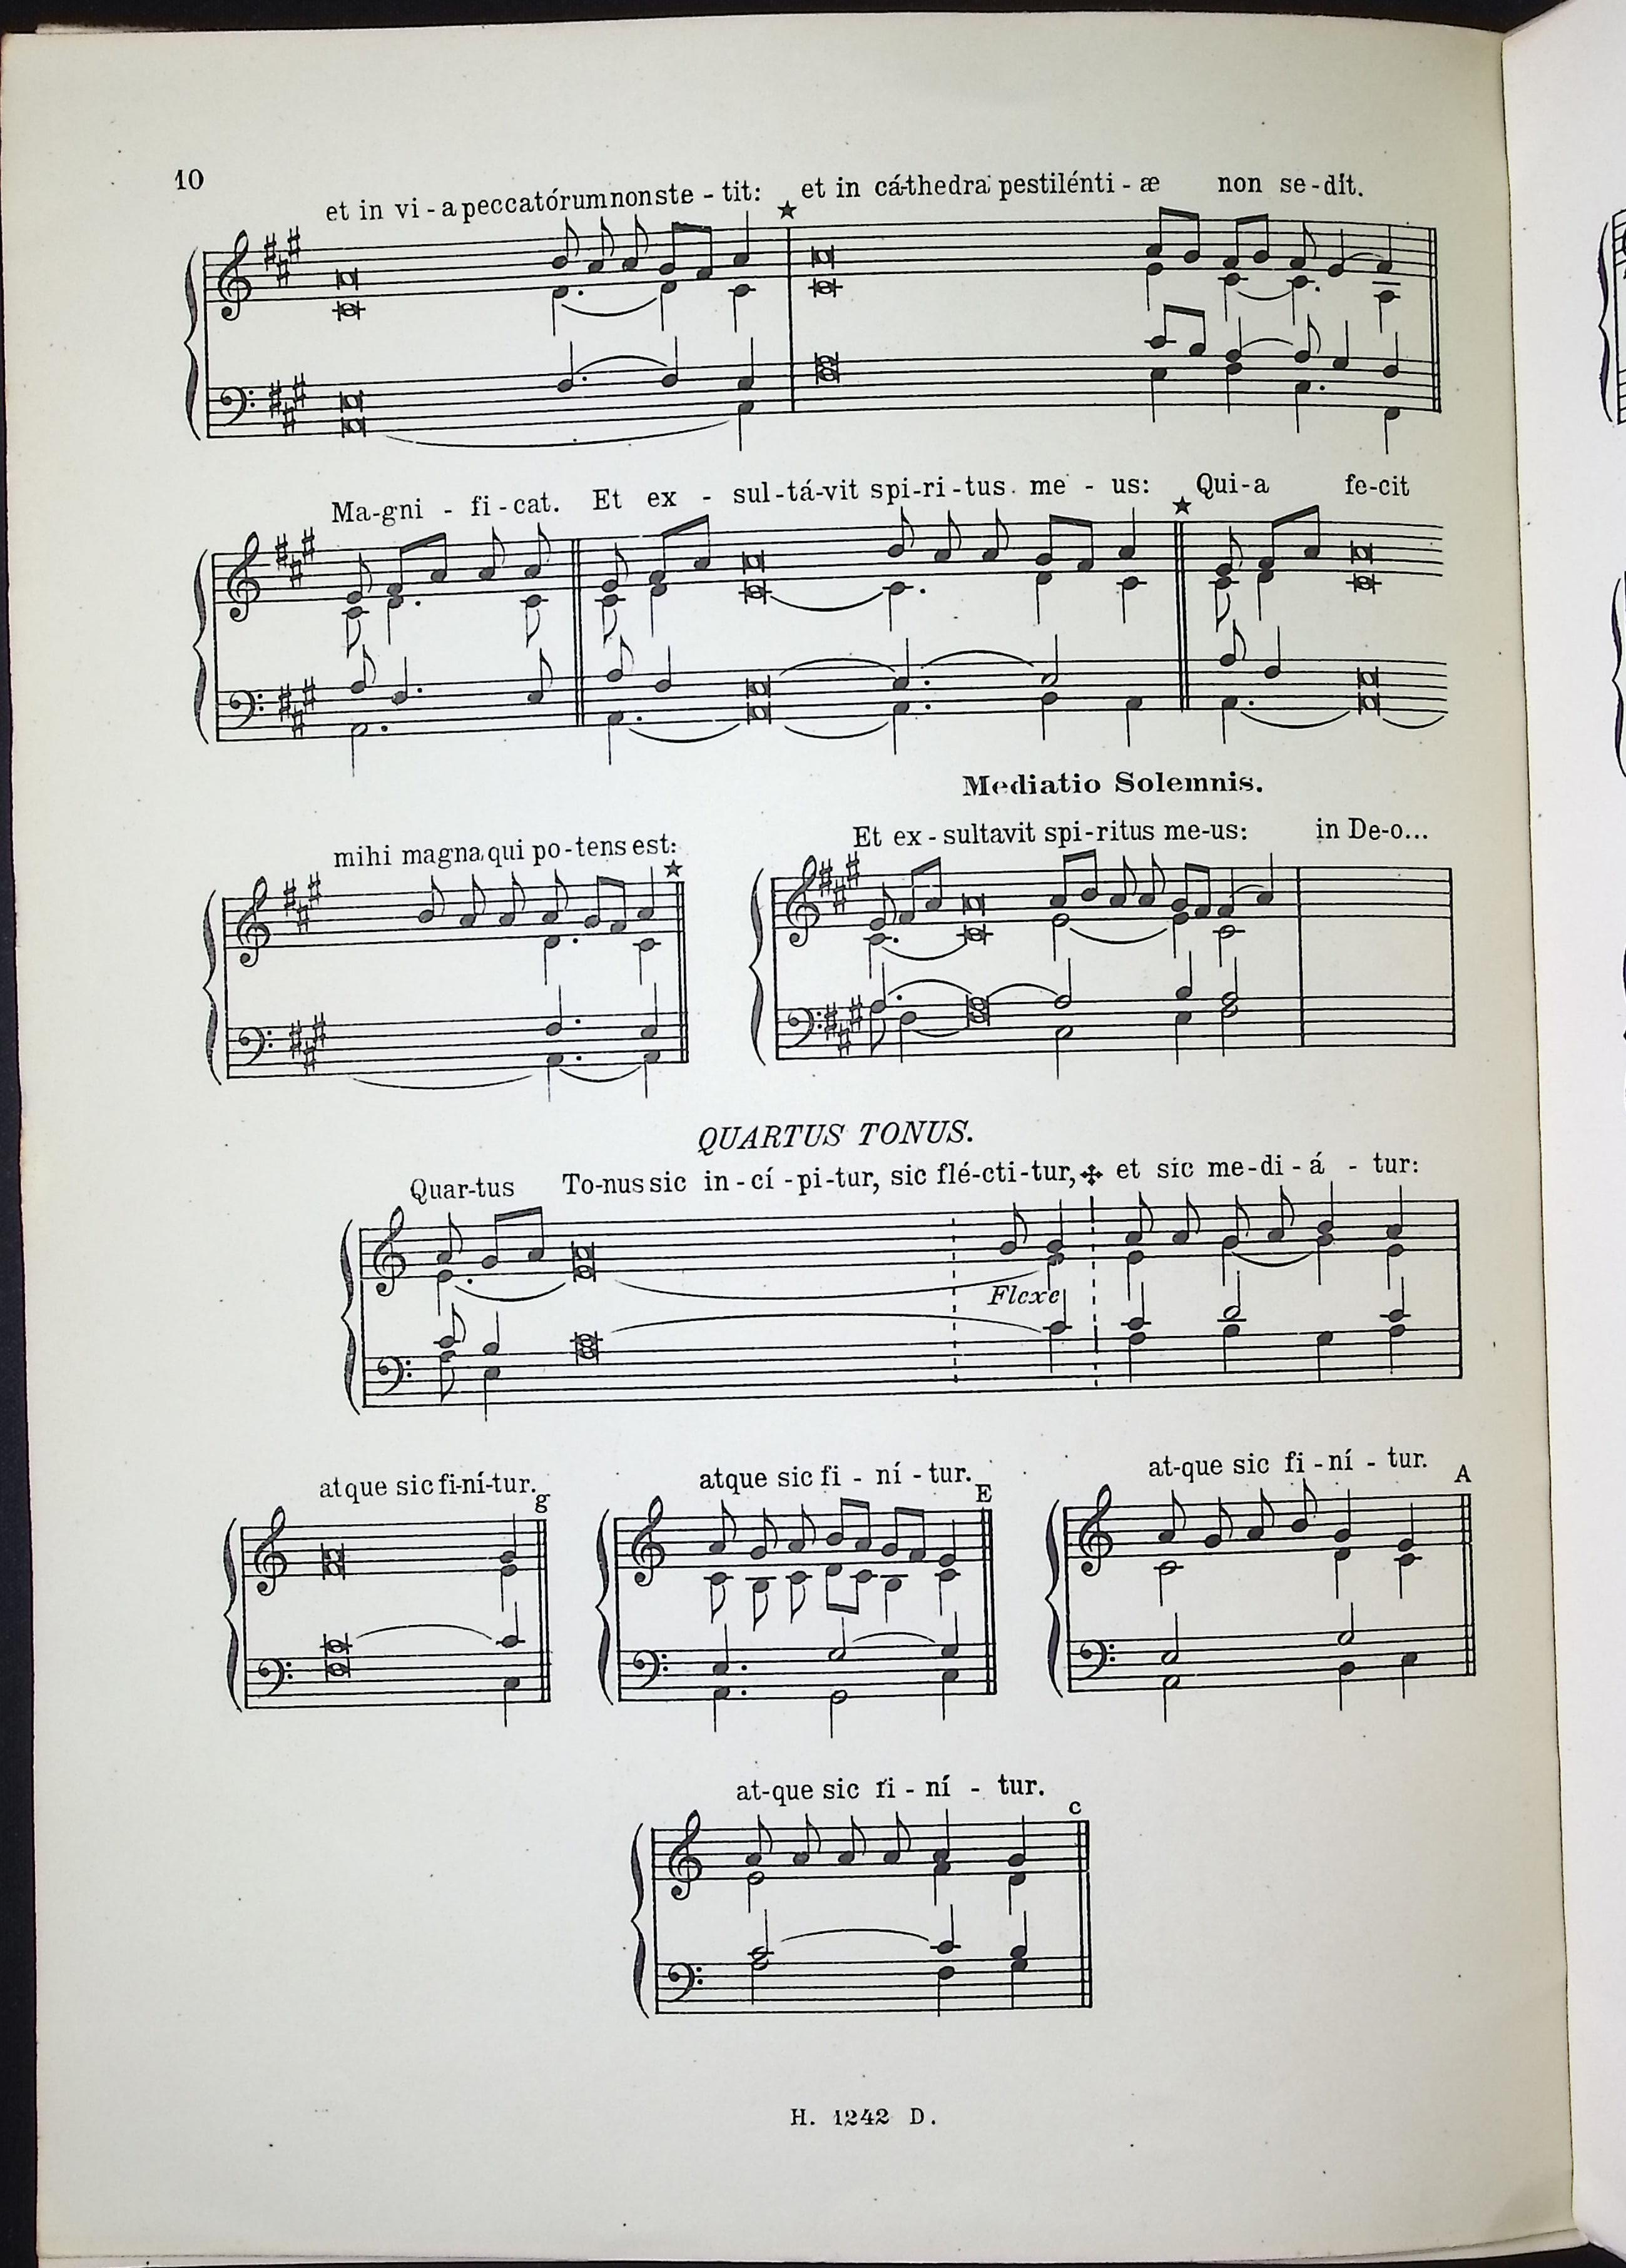 10
et in vi - a peccatórum non ste - tit: ★ et in cá-thedra pestilénti - æ non se - dit.
Ma-gni - fi - cat. Et ex - sul-tá-vit spi-ri-tus me - us: ★ Qui-a fe-cit
Mediatio Solemnis.
mihi magna qui po-tens est: ★
Et ex - sultavit spi-ritus me-us: in De-o...
QUARTUS TONUS.
Quar-tus To-nus sic in - cí - pi-tur, sic flé-cti-tur, ✢ et sic me-di - á - tur:
Flexe
atque sic fi-ní-tur. g
atque sic fi - ní - tur. E
at-que sic fi - ní - tur. A
at-que sic fi - ní - tur. c
H. 1242 D.